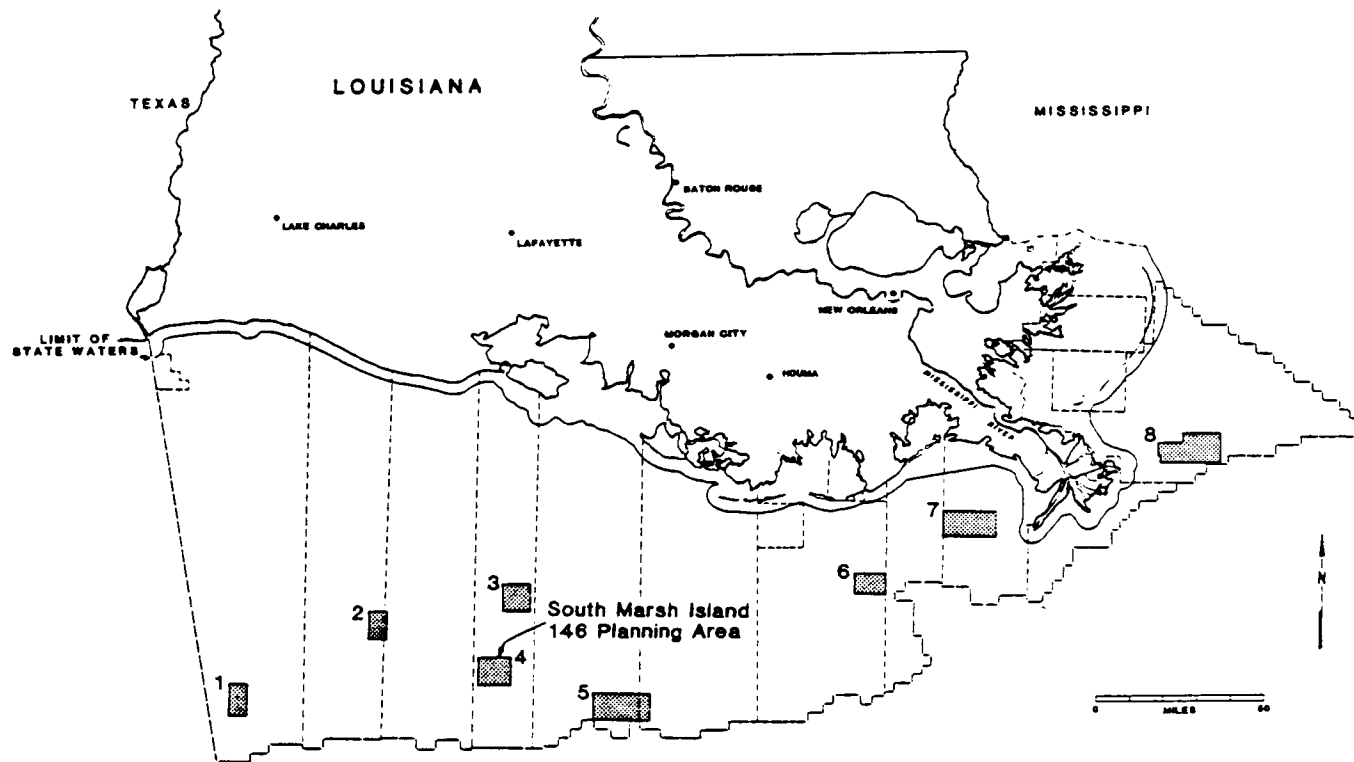 LOUISIANA
TEXAS
MISSISSIPPI
BATON ROUGE
LAKE CHARLES
LAFAYETTE
NEW ORLEANS
LIMIT OF
STATE WATERS
MORGAN CITY
HOUMA
MISSISSIPPI
RIVER
8
7
6
3
2
South Marsh Island
146 Planning Area
4
1
5
N
0 50
MILES